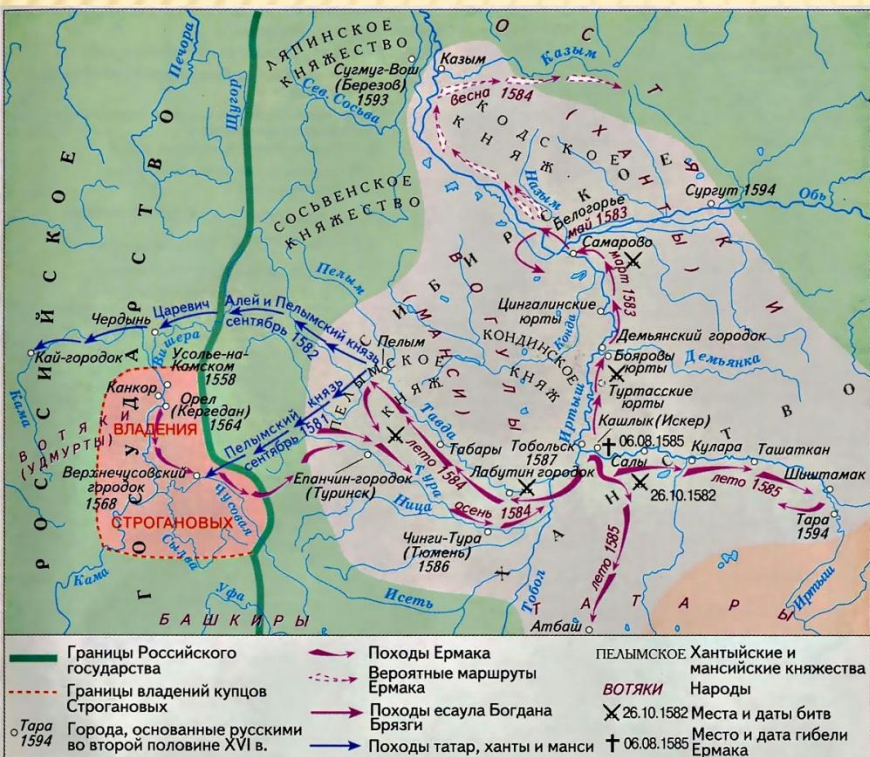 ЛЯПИНСКОЕ
КНЯЖЕСТВО
Печора
Щугор
Сугмут-Вош
(Березов)
1593
Сев. Сосьва
Казым
Казым
весна 1584
КОДСКОЕ
КНЯЖ
ОСТЯКИ
(ХАНТЫ)
Назым
Сургут 1594
Обь
Белогорье
май 1583
Самарово
март 1583
СОСЬВЕНСКОЕ
КНЯЖЕСТВО
РОССИЙСКОЕ
ГОСУДАРСТВО
СИБИРСКОЕ
ХАНСТВО
ВОГУЛЫ
(МАНСИ)
Пелым
Цингалинские
юрты
Конда
КОНДИНСКОЕ
КНЯЖ
Демьянский городок
Бояровы
юрты
Демьянка
Туртасские
юрты
Иртыш
Царевич Алей и Пелымский князь
сентябрь 1582
Чердынь
Вишера
Кай-городок
Кама
Усолье-на-
Камском
1558
Канкор
Орел
(Кергедан)
1564
Пелым
ПЕЛЫМСКОЕ
КНЯЖ
Пелымский князь
сентябрь 1581
ВОТЯКИ
(УДМУРТЫ)
ВЛАДЕНИЯ
СТРОГАНОВЫХ
Верхнечусовский
городок
1568
Чусовая
Сылва
Кама
Уфа
БАШКИРЫ
Епанчин-городок
(Туринск)
Тура
Ница
Тавда
Табары
лето 1584
осень 1584
Лабутин городок
Тобольск
1587
Кашлык (Искер)
06.08.1585
Салы
26.10.1582
Кулара
Ташаткан
лето 1585
Шиштамак
Тара
1594
Чинги-Тура
(Тюмень)
1586
Исеть
Тобол
лето 1585
Атбаш
ТАТАРЫ
Иртыш
Границы Российского
государства
Границы владений купцов
Строгановых
Тара
1594
Города, основанные русскими
во второй половине XVI в.
Походы Ермака
Вероятные маршруты
Ермака
Походы есаула Богдана
Брязги
Походы татар, ханты и манси
ПЕЛЫМСКОЕ Хантыйские и
мансийские княжества
ВОТЯКИ Народы
26.10.1582 Места и даты битв
06.08.1585 Место и дата гибели
Ермака